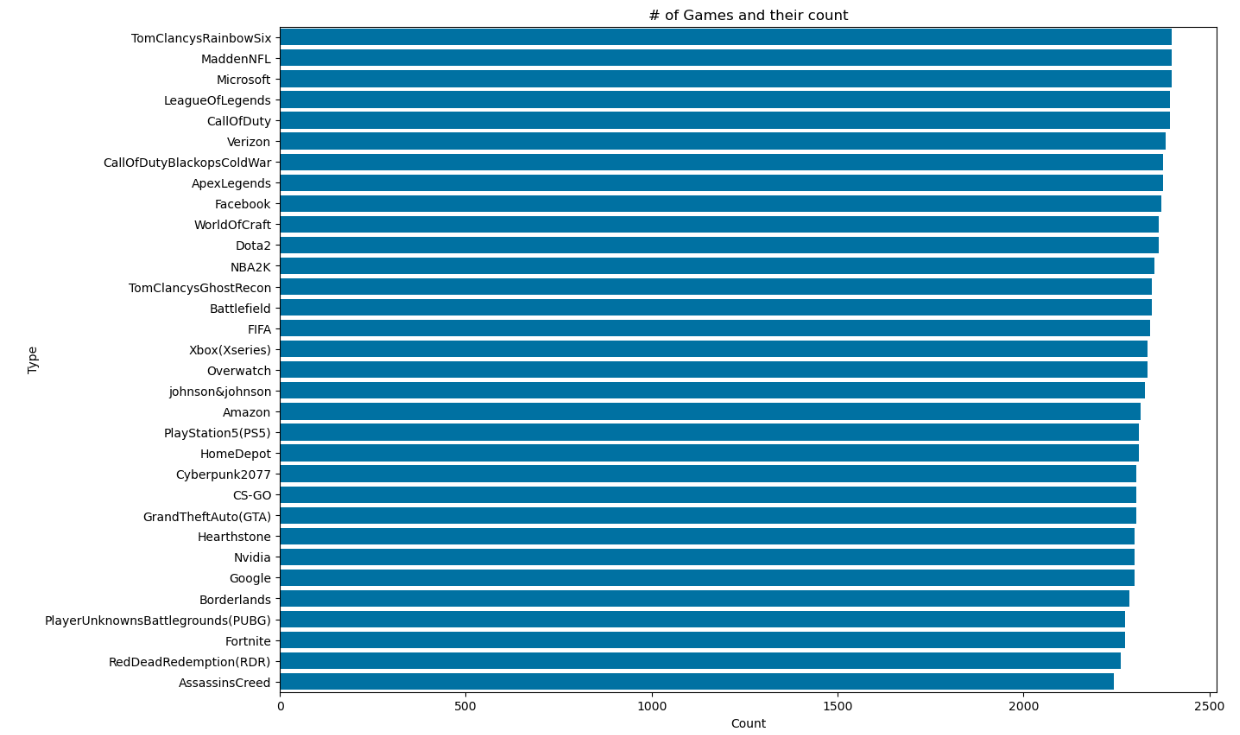 # of Games and their count
TomClancysRainbowSix
MaddenNFL
Microsoft
LeagueOfLegends
CallOfDuty
Verizon
CallOfDutyBlackopsColdWar
ApexLegends
Facebook
WorldOfCraft
Dota2
NBA2K
TomClancysGhostRecon
Battlefield
FIFA
Xbox(Xseries)
Overwatch
johnson&johnson
Amazon
PlayStation5(PS5)
HomeDepot
Cyberpunk2077
CS-GO
GrandTheftAuto(GTA)
Hearthstone
Nvidia
Google
Borderlands
PlayerUnknownsBattlegrounds(PUBG)
Fortnite
RedDeadRedemption(RDR)
AssassinsCreed
Type
0 500 1000 1500 2000 2500
Count